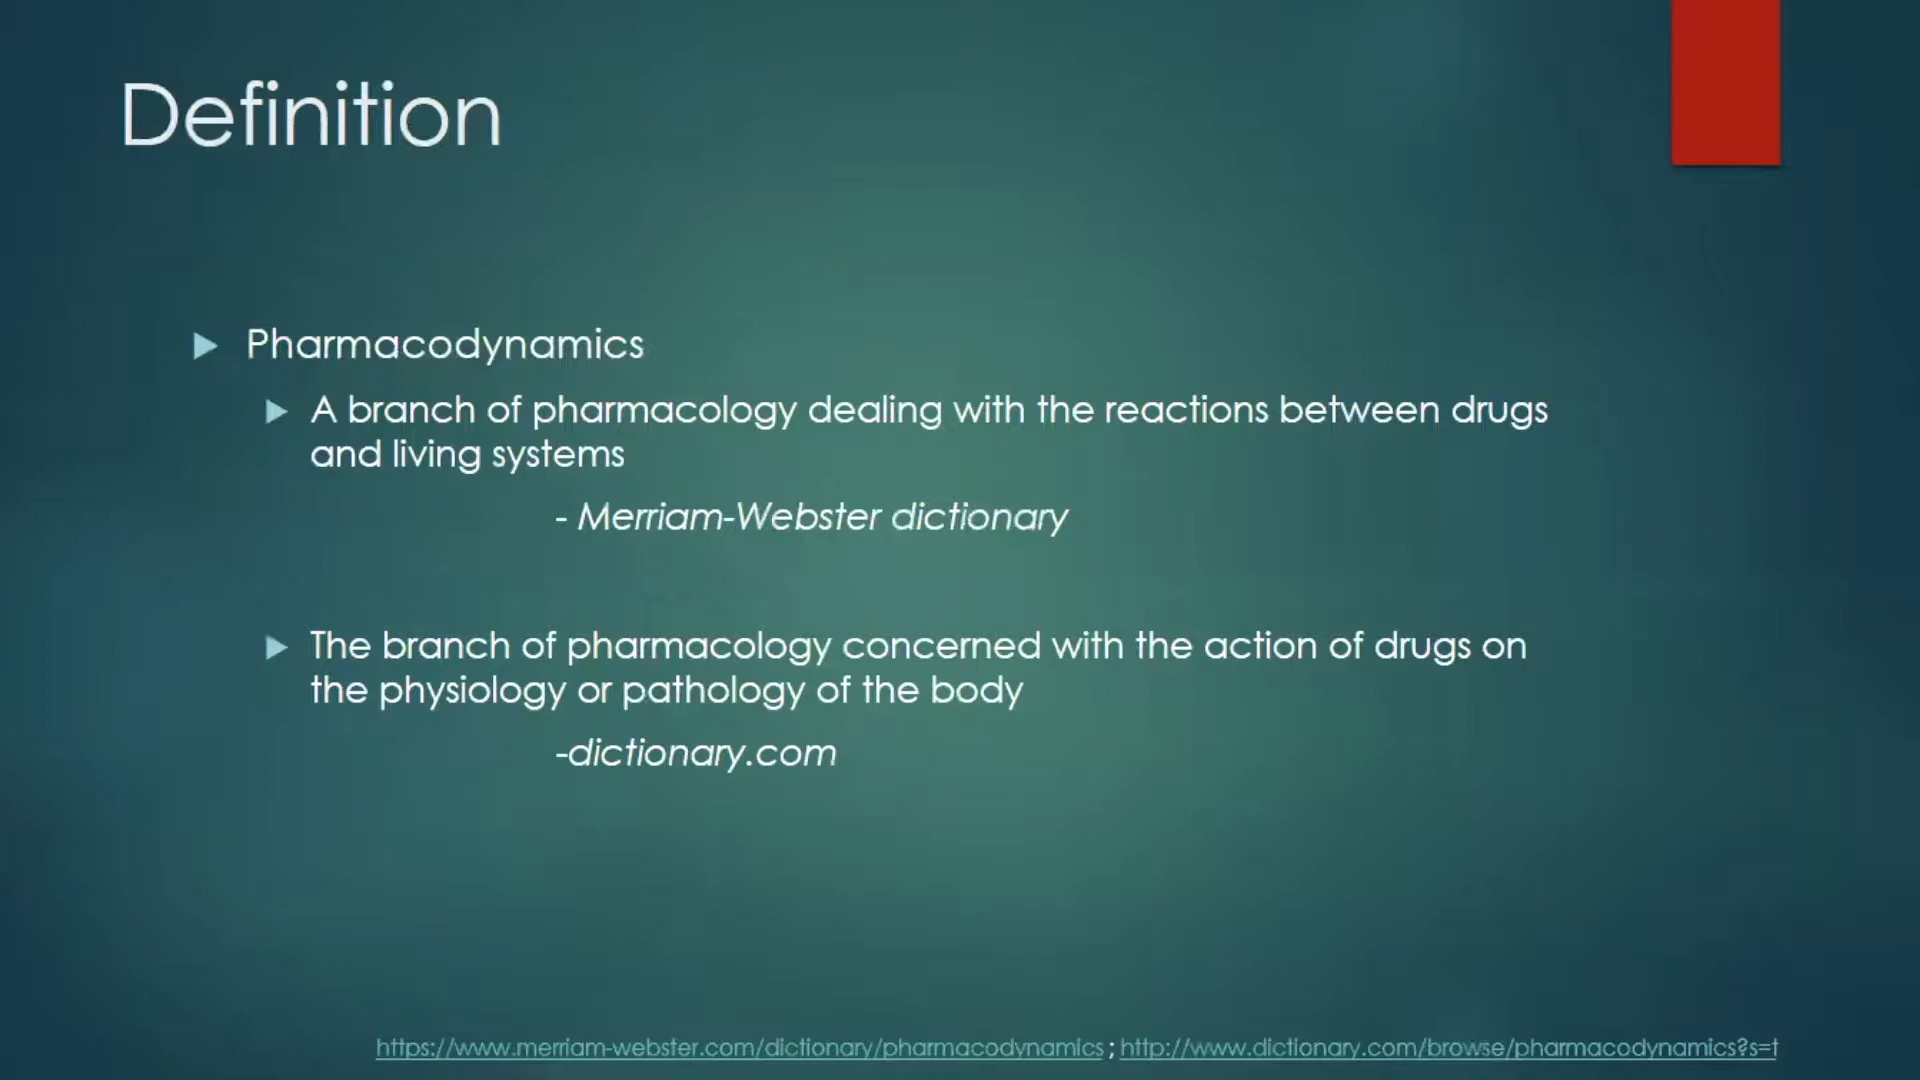 Definition
Pharmacodynamics
A branch of pharmacology dealing with the reactions between drugs
and living systems
- Merriam-Webster dictionary
The branch of pharmacology concerned with the action of drugs on
the physiology or pathology of the body
-dictionary.com
https://www.merriam-webster.com/dictionary/pharmacodynamics ; http://www.dictionary.com/browse/pharmacodynamics?s=t